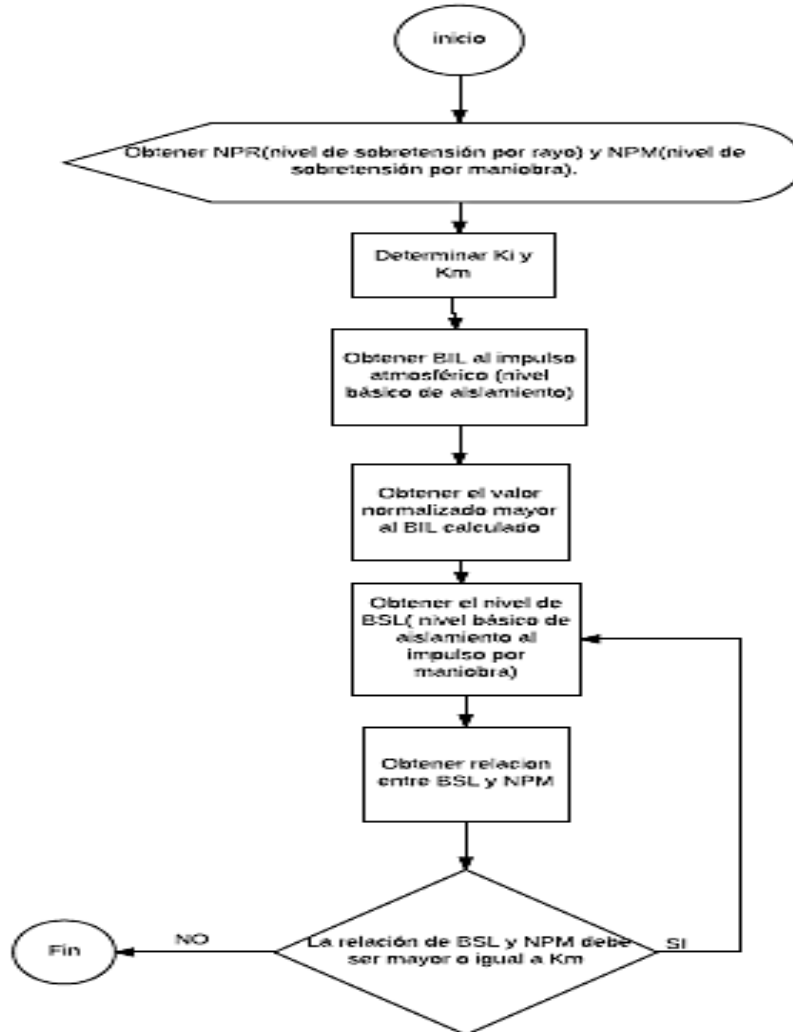 inicio
Obtener NPR(nivel de sobretensión por rayo) y NPM(nivel de
sobretensión por maniobra).
Determinar Ki y
Km
Obtener BIL al impulso
atmosférico (nivel
básico de aislamiento)
Obtener el valor
normalizado mayor
al BIL calculado
Obtener el nivel de
BSL( nivel básico de
aislamiento al
impulso por
maniobra)
Obtener relacion
entre BSL y NPM
La relación de BSL y NPM debe
ser mayor o igual a Km
NO
SI
Fin